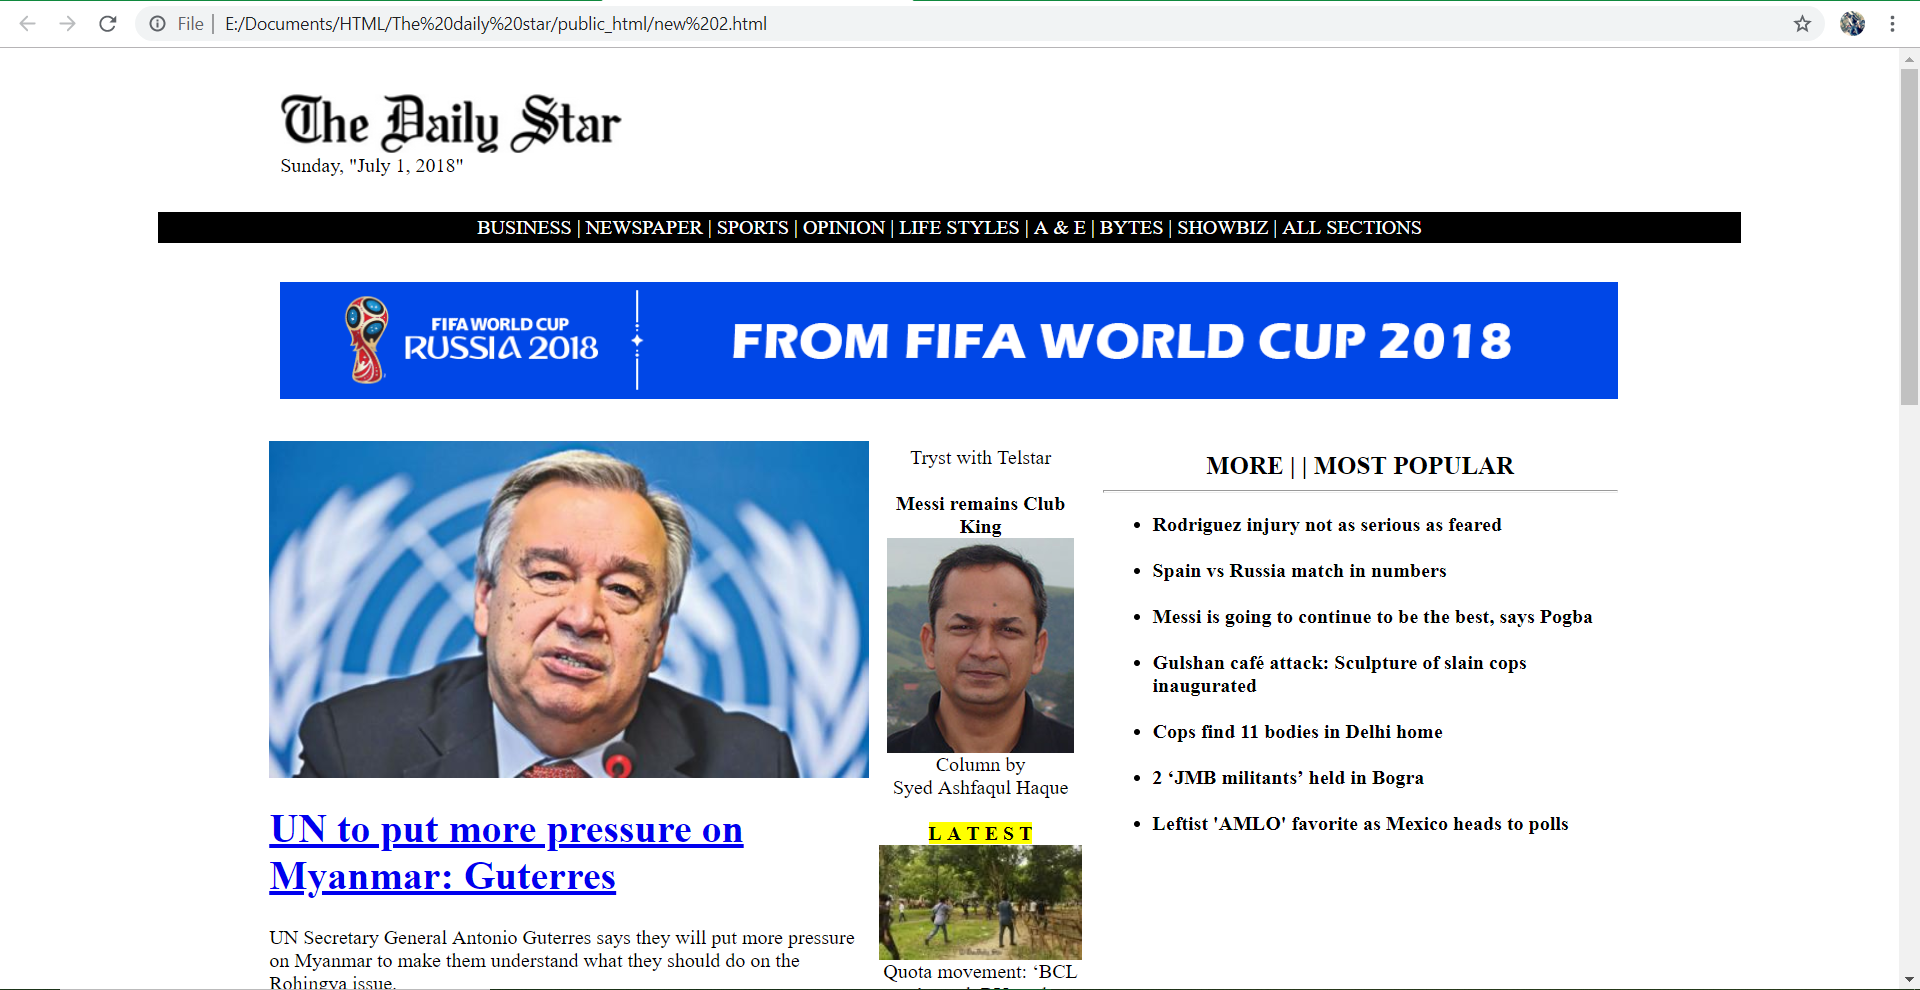 File | E:/Documents/HTML/The%20daily%20star/public_html/new%202.html
The Daily Star
Sunday, "July 1, 2018"
BUSINESS | NEWSPAPER | SPORTS | OPINION | LIFE STYLES | A & E | BYTES | SHOWBIZ | ALL SECTIONS
FIFA WORLD CUP
RUSSIA 2018
FROM FIFA WORLD CUP 2018
UN to put more pressure on
Myanmar: Guterres
UN Secretary General Antonio Guterres says they will put more pressure
on Myanmar to make them understand what they should do on the
Rohingya issue.
Tryst with Telstar
Messi remains Club
King
Column by
Syed Ashfaqul Haque
L A T E S T
Quota movement: ‘BCL
MORE | | MOST POPULAR
• Rodriguez injury not as serious as feared
• Spain vs Russia match in numbers
• Messi is going to continue to be the best, says Pogba
• Gulshan café attack: Sculpture of slain cops
inaugurated
• Cops find 11 bodies in Delhi home
• 2 ‘JMB militants’ held in Bogra
• Leftist 'AMLO' favorite as Mexico heads to polls